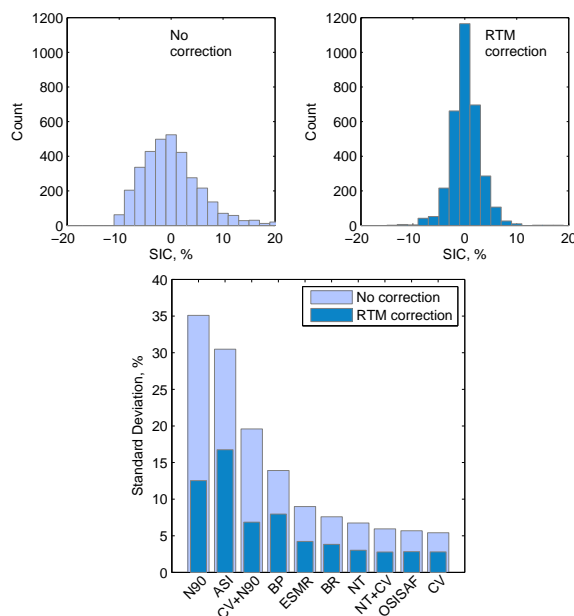 1200
1000
800
600
400
200
0
Count
No
correction
−20
−10
0
10
20
SIC, %
1200
1000
800
600
400
200
0
Count
RTM
correction
−20
−10
0
10
20
SIC, %
40
35
30
25
20
15
10
5
0
Standard Deviation, %
No correction
RTM correction
N90
ASI
CV+N90
BP
ESMR
BR
NT
NT+CV
OSISAF
CV